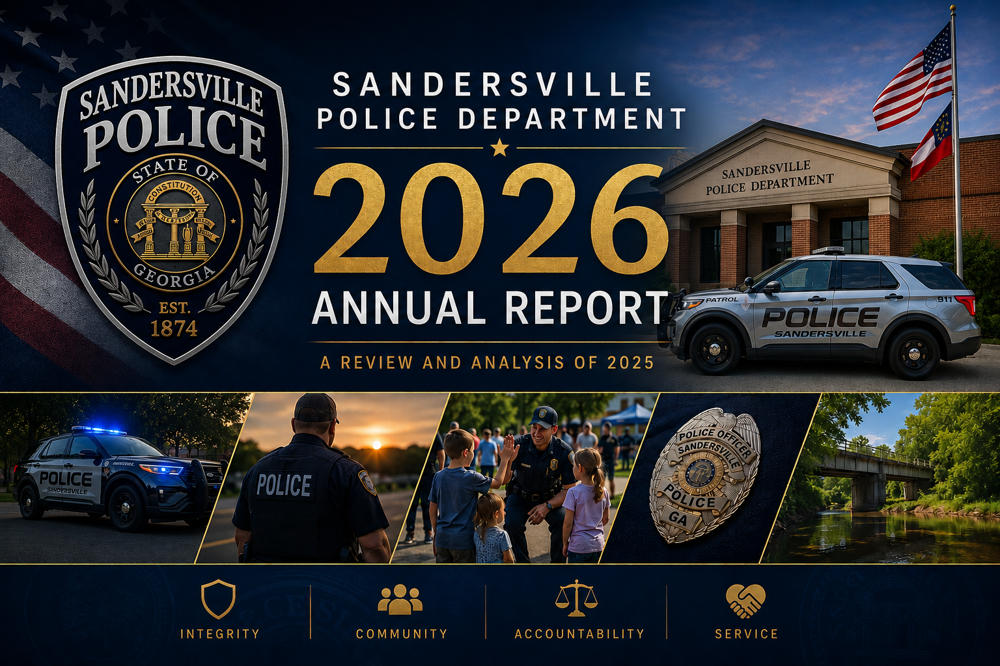 SANDERSVILLE
POLICE
STATE OF
CONSTITUTION
GEORGIA
EST.
1874
SANDERSVILLE
POLICE DEPARTMENT
2026
ANNUAL REPORT
A REVIEW AND ANALYSIS OF 2025
SANDERSVILLE
POLICE DEPARTMENT
PATROL
911
POLICE
SANDERSVILLE
POLICE
SANDERSVILLE
POLICE
POLICE OFFICER
SANDERSVILLE
POLICE
GA
INTEGRITY
COMMUNITY
ACCOUNTABILITY
SERVICE